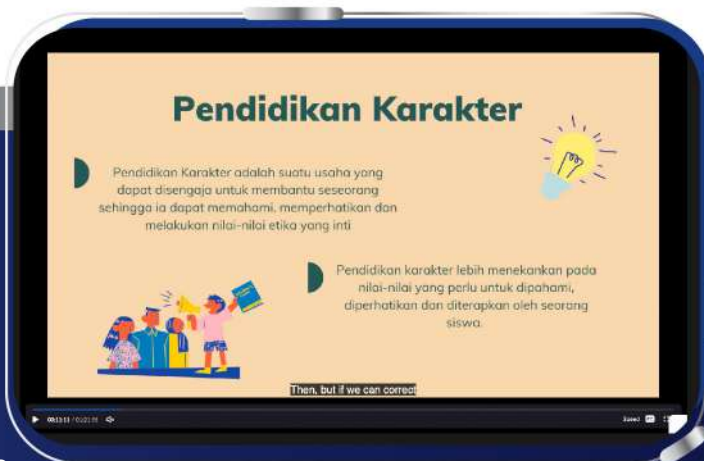 Pendidikan Karakter
Pendidikan Karakter adalah suatu usaha yang
dapat disengaja untuk membantu seseorang
sehingga ia dapat memahami, memperhatikan dan
melakukan nilai-nilai etika yang inti
Pendidikan karakter lebih menekankan pada
nilai-nilai yang perlu untuk dipahami,
diperhatikan dan diterapkan oleh seorang
siswa.
Then, but if we can correct